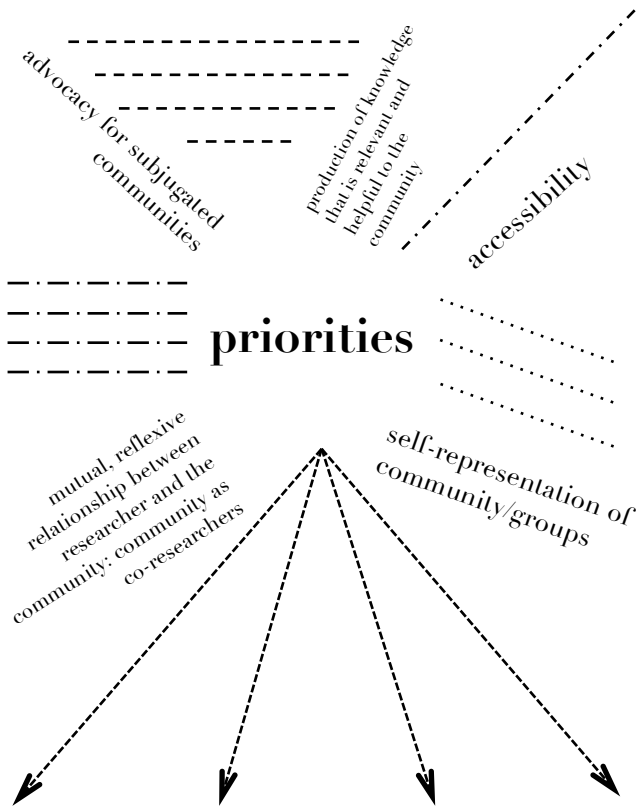 advocacy for subjugated
communities
production of knowledge
that is relevant and
helpful to the
community
accessibility
priorities
mutual, reflexive
relationship between
researcher and the
community: community as
co-researchers
self-representation of
community/groups